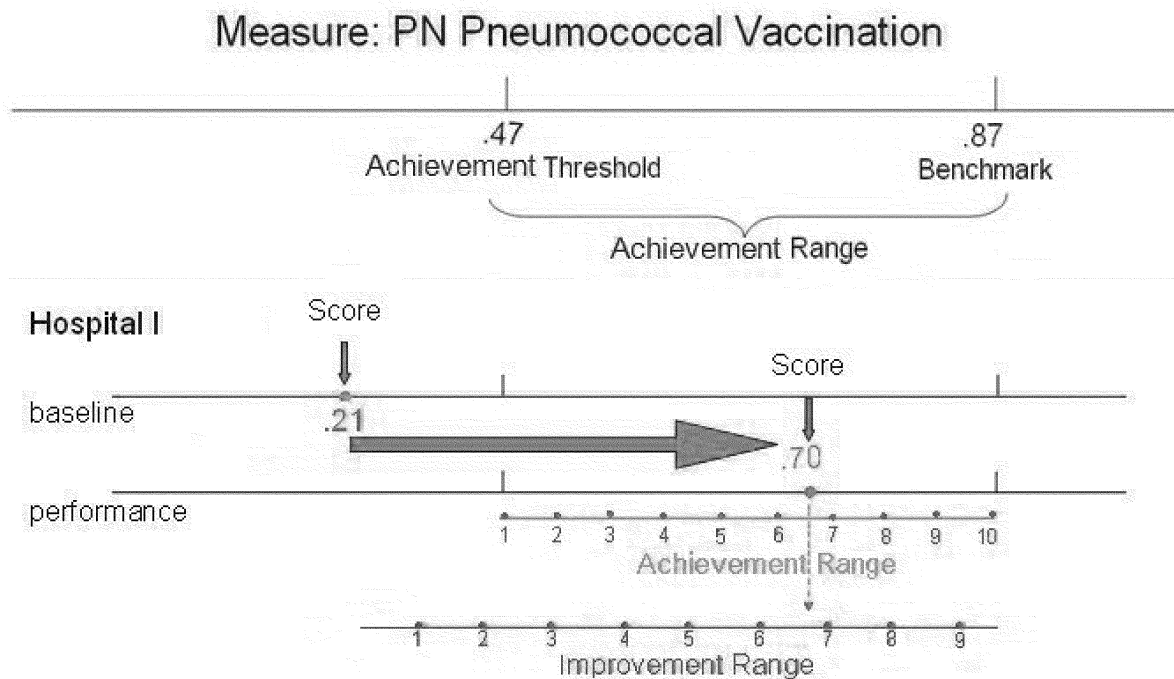 Measure: PN Pneumococcal Vaccination
.47 .87
Achievement Threshold Benchmark
Achievement Range
Hospital I
Score
Score
baseline
.21
.70
performance
1 2 3 4 5 6 7 8 9 10
Achievement Range
1 2 3 4 5 6 7 8 9
Improvement Range